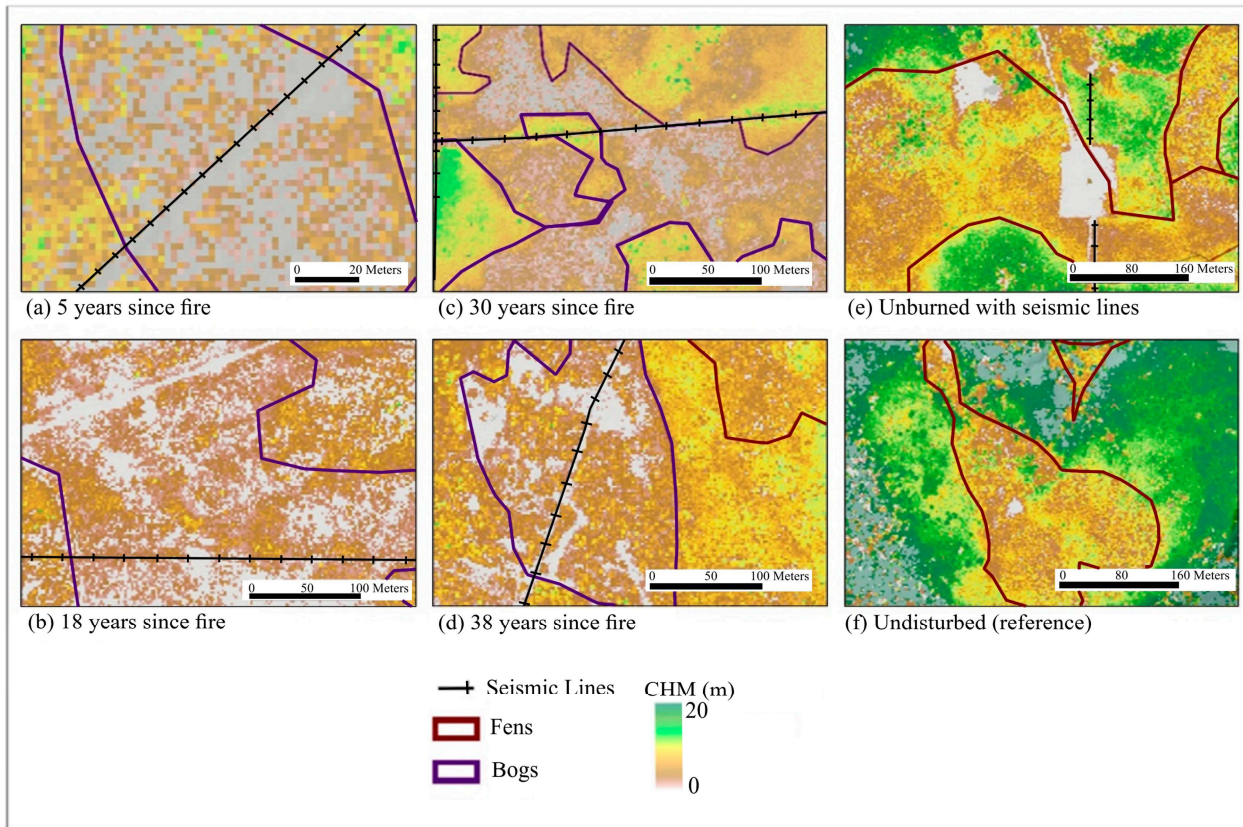 0 20 Meters
(a) 5 years since fire
0 50 100 Meters
(c) 30 years since fire
0 80 160 Meters
(e) Unburned with seismic lines
0 50 100 Meters
(b) 18 years since fire
0 50 100 Meters
(d) 38 years since fire
0 80 160 Meters
(f) Undisturbed (reference)
Seismic Lines
Fens
Bogs
CHM (m)
20
0